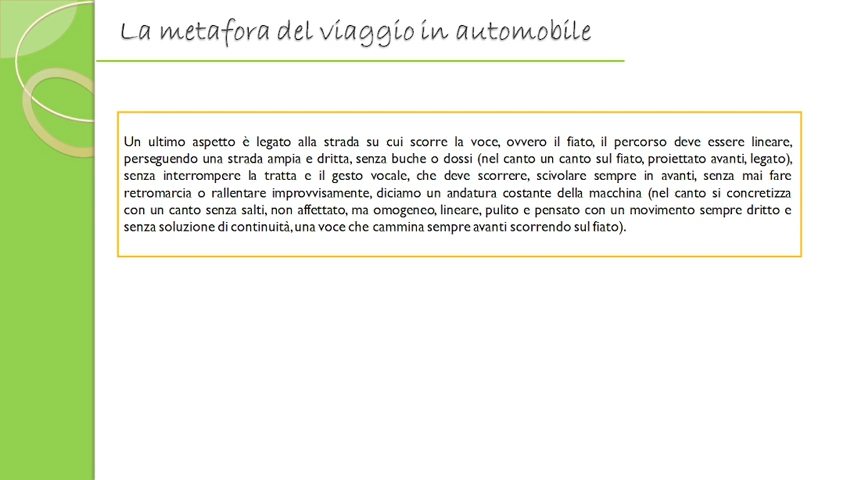 La metafora del viaggio in automobile
Un ultimo aspetto è legato alla strada su cui scorre la voce, ovvero il fiato, il percorso deve essere lineare,
perseguendo una strada ampia e dritta, senza buche o dossi (nel canto un canto sul fiato, proiettato avanti, legato),
senza interrompere la tratta e il gesto vocale, che deve scorrere, scivolare sempre in avanti, senza mai fare
retromarcia o rallentare improvvisamente, diciamo un andatura costante della macchina (nel canto si concretizza
con un canto senza salti, non affettato, ma omogeneo, lineare, pulito e pensato con un movimento sempre dritto e
senza soluzione di continuità, una voce che cammina sempre avanti scorrendo sul fiato).